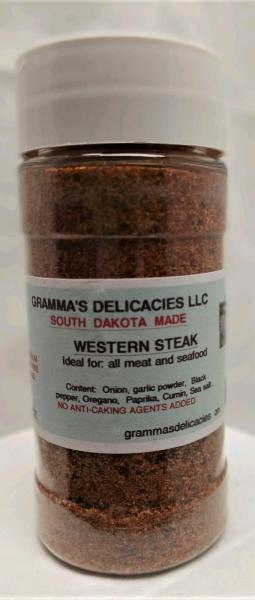 GRAMMA'S DELICACIES LLC
SOUTH DAKOTA MADE
WESTERN STEAK
Ideal for: all meat and seafood
Content: Onion, garlic powder, Black
pepper, Oregano, Paprika, Cumin, Sea salt.
NO ANTI-CAKING AGENTS ADDED
grammasdelicacies